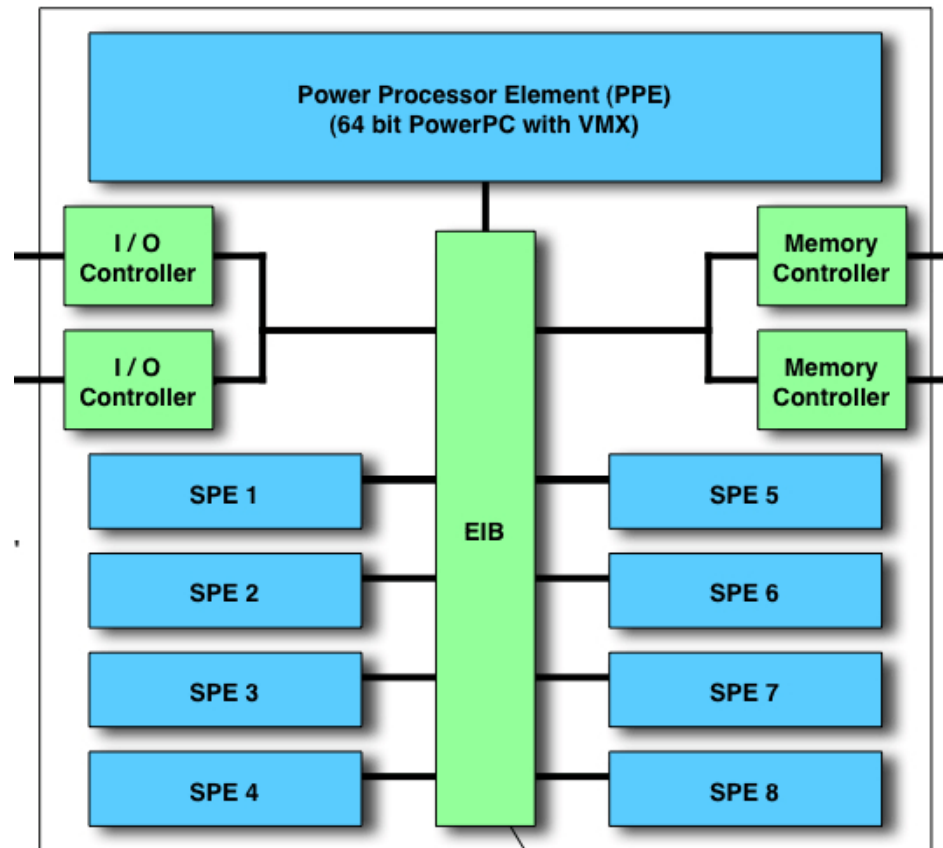 Power Processor Element (PPE)
(64 bit PowerPC with VMX)
I / O
Controller
Memory
Controller
I / O
Controller
Memory
Controller
SPE 1
SPE 5
EIB
SPE 2
SPE 6
SPE 3
SPE 7
SPE 4
SPE 8